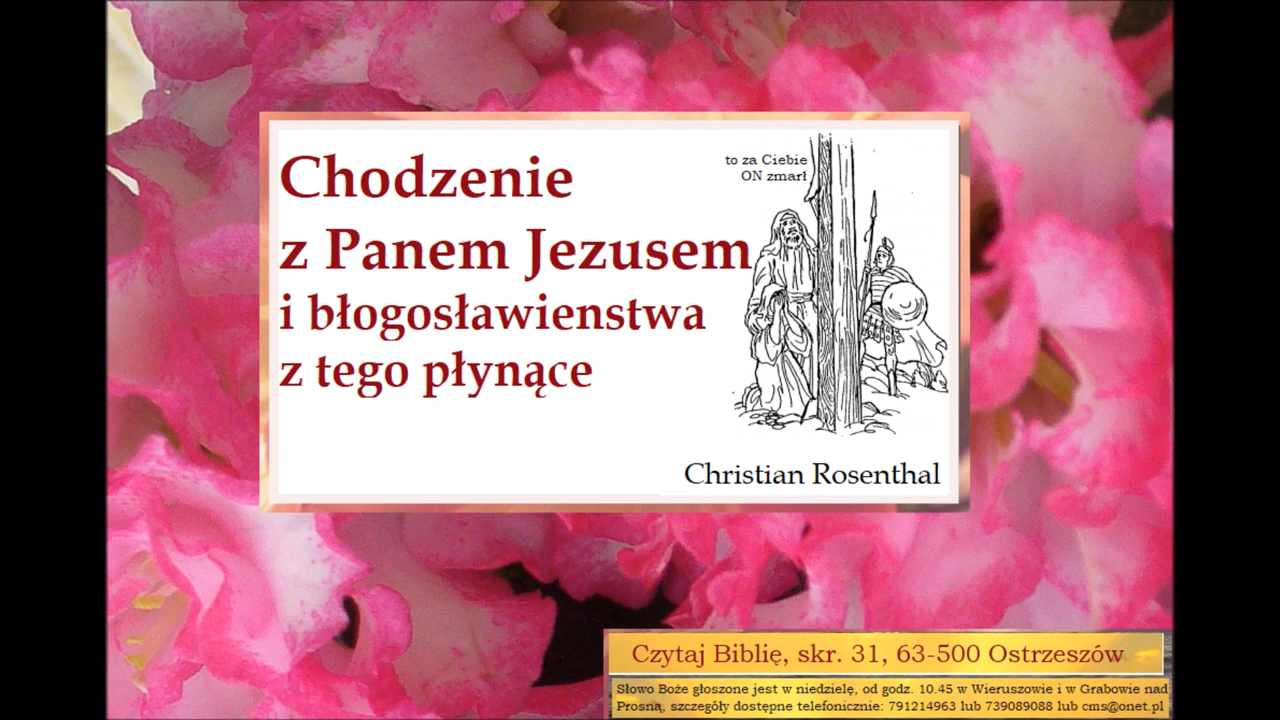 Chodzenie
z Panem Jezusem
i błogosławienstwa
z tego płynące
to za Ciebie
ON zmarł
Christian Rosenthal
Czytaj Biblię, skr. 31, 63-500 Ostrzeszów
Słowo Boże głoszone jest w niedzielę, od godz. 10.45 w Wieruszowie i w Grabowie nad
Prosną, szczegóły dostępne telefonicznie: 791214963 lub 739089088 lub cms@onet.pl